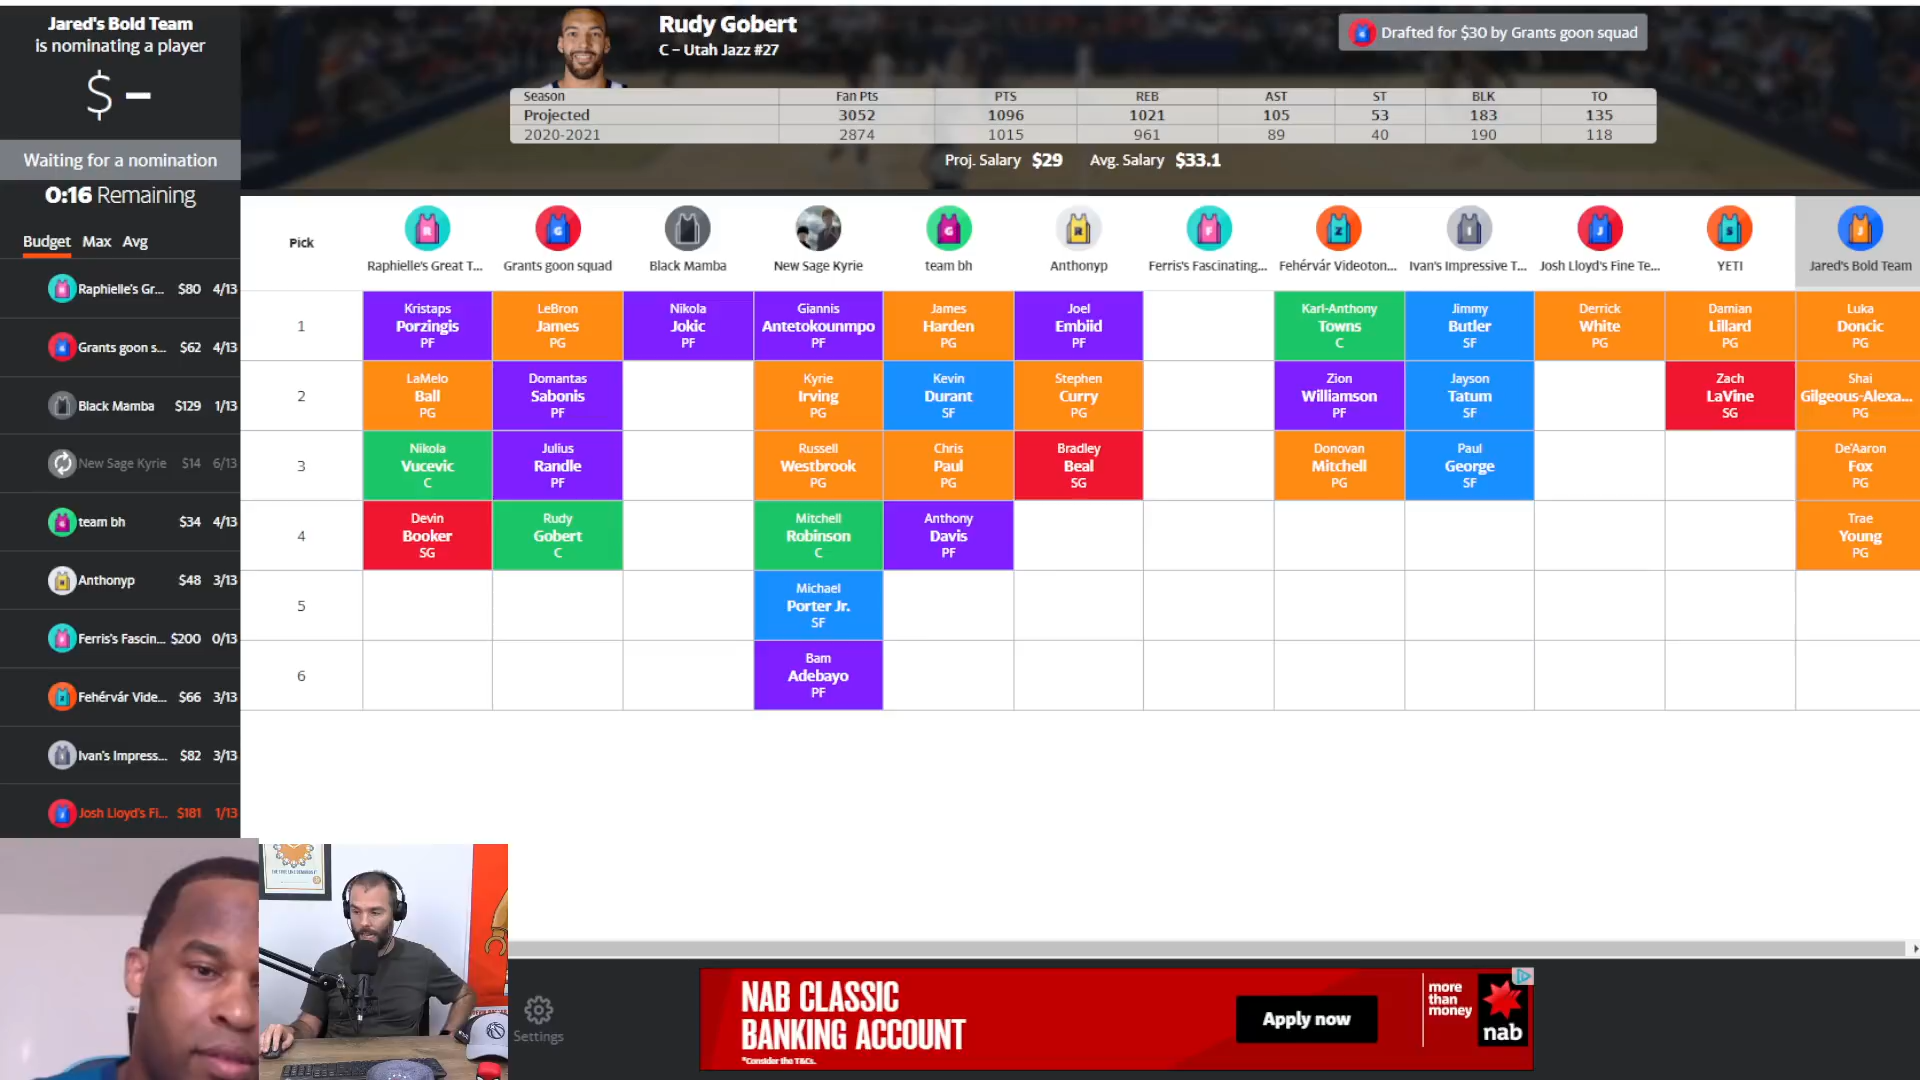 Jared's Bold Team
is nominating a player
$ –
Waiting for a nomination
0:16 Remaining
Budget Max Avg
Raphielle's Gr... $80 4/13
Grants goon s... $62 4/13
Black Mamba $129 1/13
New Sage Kyrie $14 6/13
team bh $34 4/13
Anthonyp $48 3/13
Ferris's Fascin... $200 0/13
Fehérvár Vide... $66 3/13
Ivan's Impress... $82 3/13
Josh Lloyd's Fi... $181 1/13
Rudy Gobert
C – Utah Jazz #27
Drafted for $30 by Grants goon squad
Season Fan Pts PTS REB AST ST BLK TO
Projected 3052 1096 1021 105 53 183 135
2020-2021 2874 1015 961 89 40 190 118
Proj. Salary $29 Avg. Salary $33.1
Pick Raphielle's Great T... Grants goon squad Black Mamba New Sage Kyrie team bh Anthonyp Ferris's Fascinating... Fehérvár Videoton... Ivan's Impressive T... Josh Lloyd's Fine Te... YETI Jared's Bold Team
Kristaps LeBron Nikola Giannis James Joel Karl-Anthony Jimmy Derrick Damian Luka
1 Porzingis James Jokic Antetokounmpo Harden Embiid Towns Butler White Lillard Doncic
PF PG PF PF PG PF C SF PG PG PG
LaMelo Domantas Kyrie Kevin Stephen Zion Jayson Zach Shai
2 Ball Sabonis Irving Durant Curry Williamson Tatum LaVine Gilgeous-Alexa...
PG PF PG SF PG PF SF SG PG
Nikola Julius Russell Chris Bradley Donovan Paul De'Aaron
3 Vucevic Randle Westbrook Paul Beal Mitchell George Fox
C PF PG PG SG PG SF PG
Devin Rudy Mitchell Anthony Trae
4 Booker Gobert Robinson Davis Young
SG C C PF PG
Michael
5 Porter Jr.
SF
Bam
6 Adebayo
PF
Settings
NAB CLASSIC
BANKING ACCOUNT
*Consider the T&Cs.
Apply now
more
than
money
nab